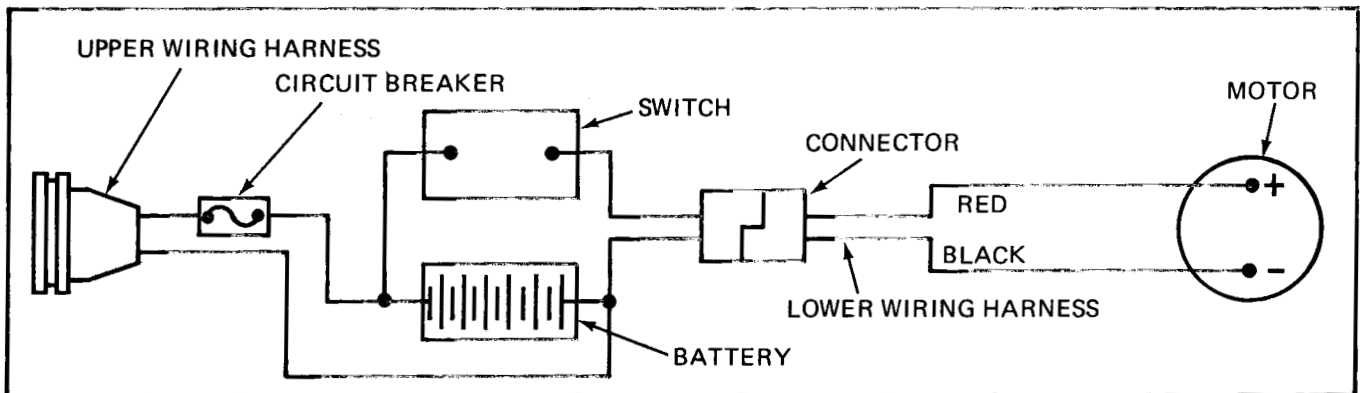 UPPER WIRING HARNESS
CIRCUIT BREAKER
SWITCH
CONNECTOR
MOTOR
+
RED
BLACK
-
LOWER WIRING HARNESS
BATTERY